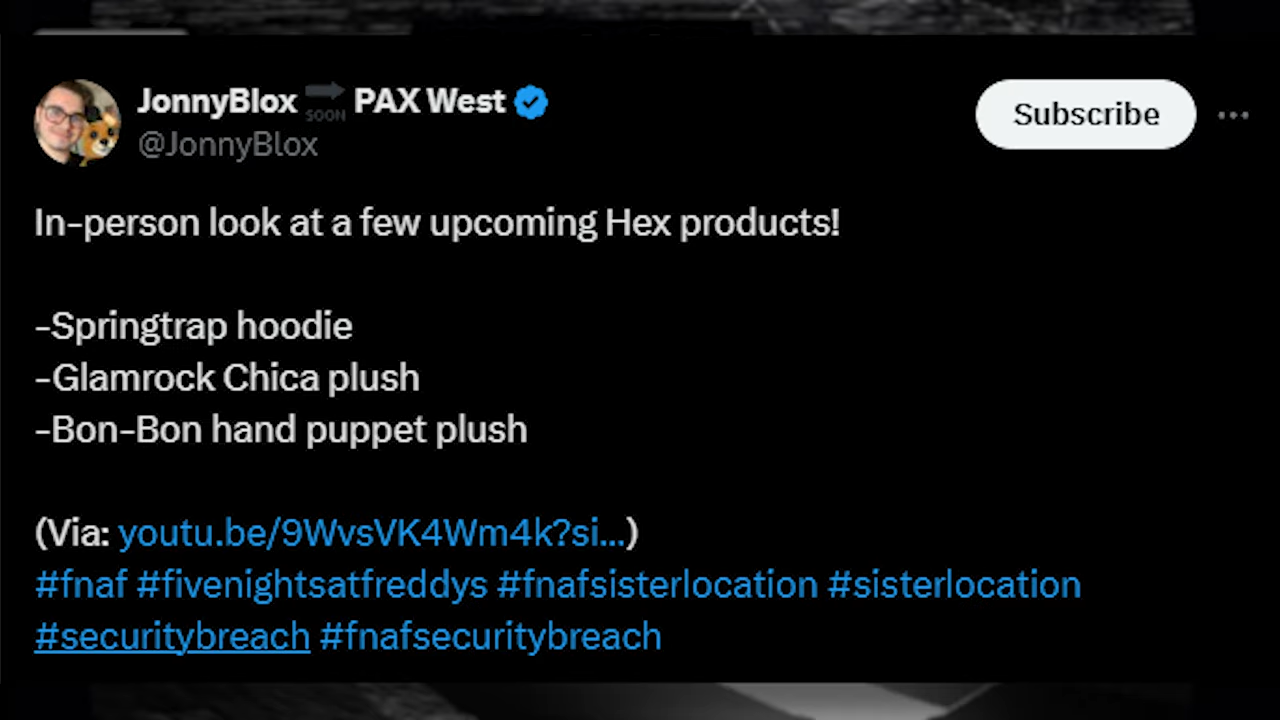 JonnyBlox SOON PAX West
@JonnyBlox
Subscribe
In-person look at a few upcoming Hex products!
-Springtrap hoodie
-Glamrock Chica plush
-Bon-Bon hand puppet plush
(Via: youtu.be/9WvsVK4Wm4k?si...)
#fnaf #fivenightsatfreddys #fnafsisterlocation #sisterlocation
#securitybreach #fnafsecuritybreach